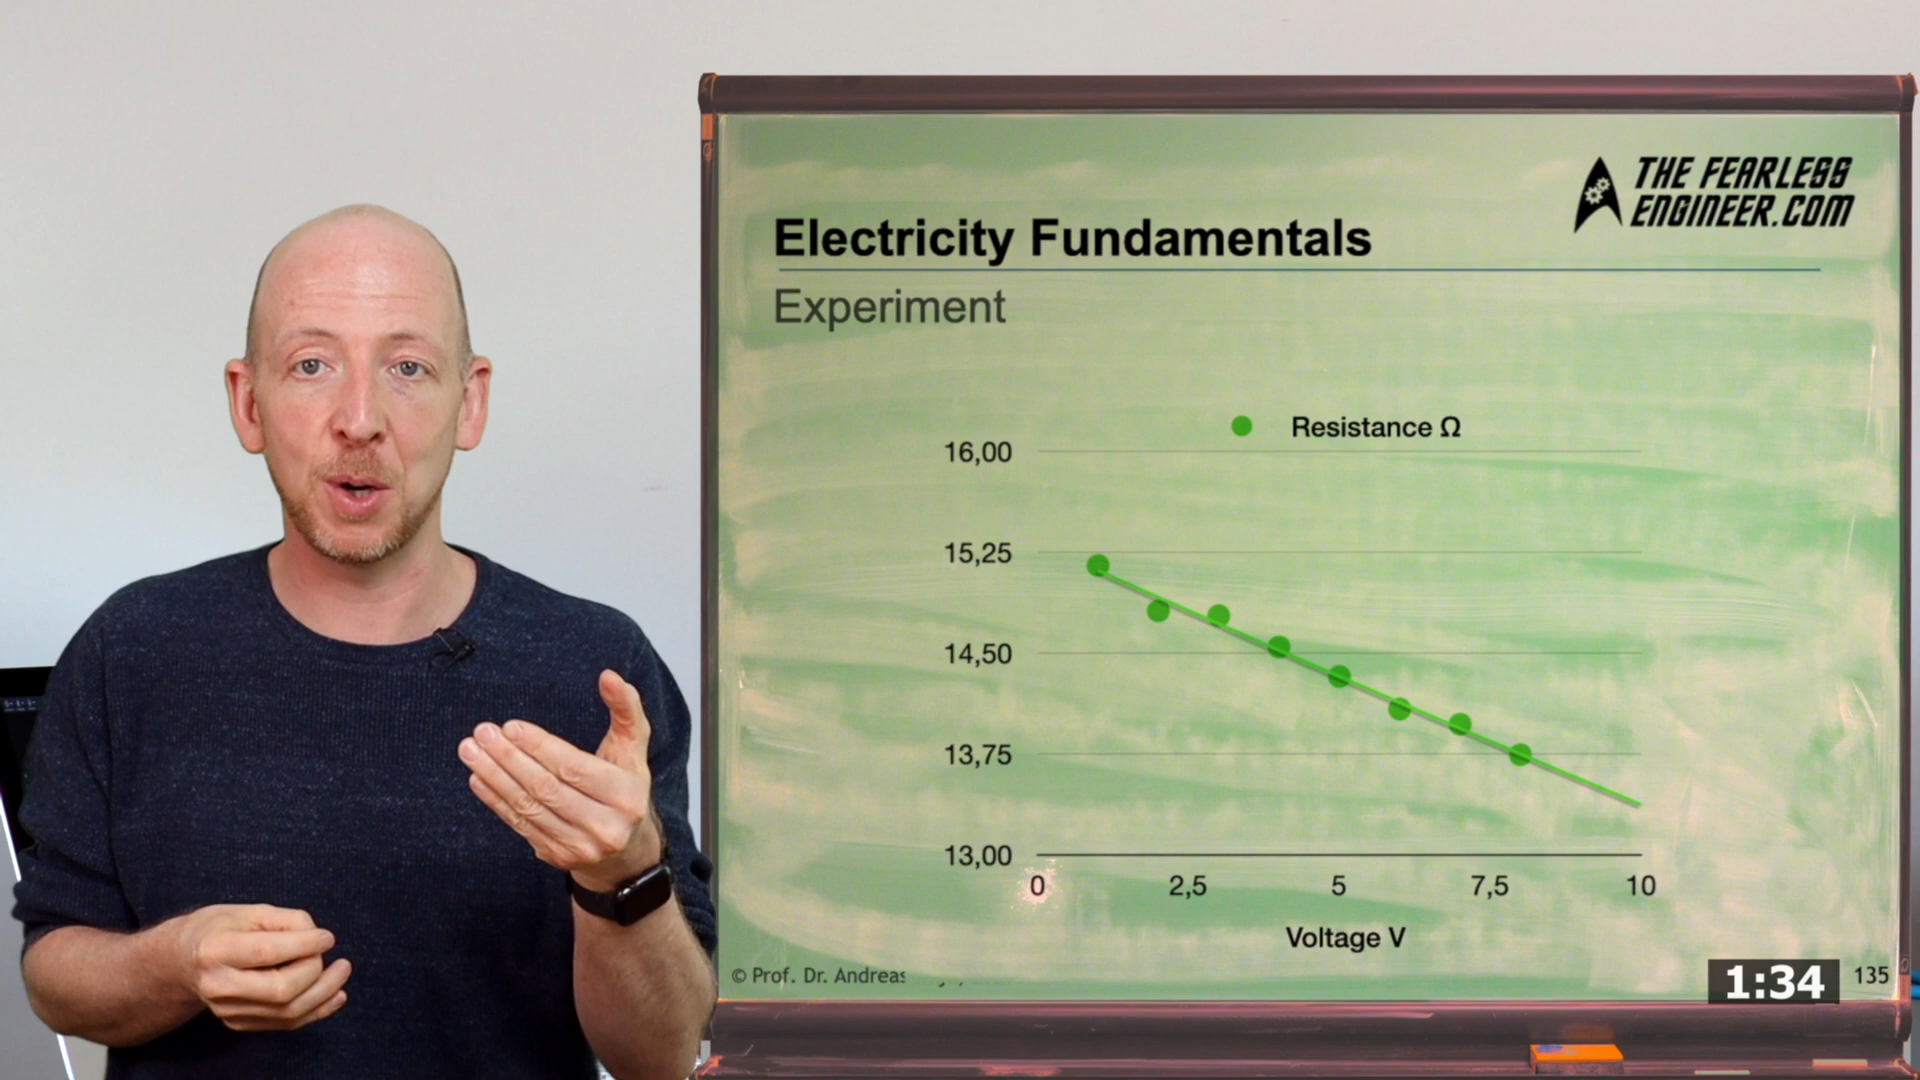 THE FEARLESS
ENGINEER.COM
Electricity Fundamentals
Experiment
Resistance Ω
16,00
15,25
14,50
13,75
13,00
0 2,5 5 7,5 10
Voltage V
© Prof. Dr. Andreas
1:34
135